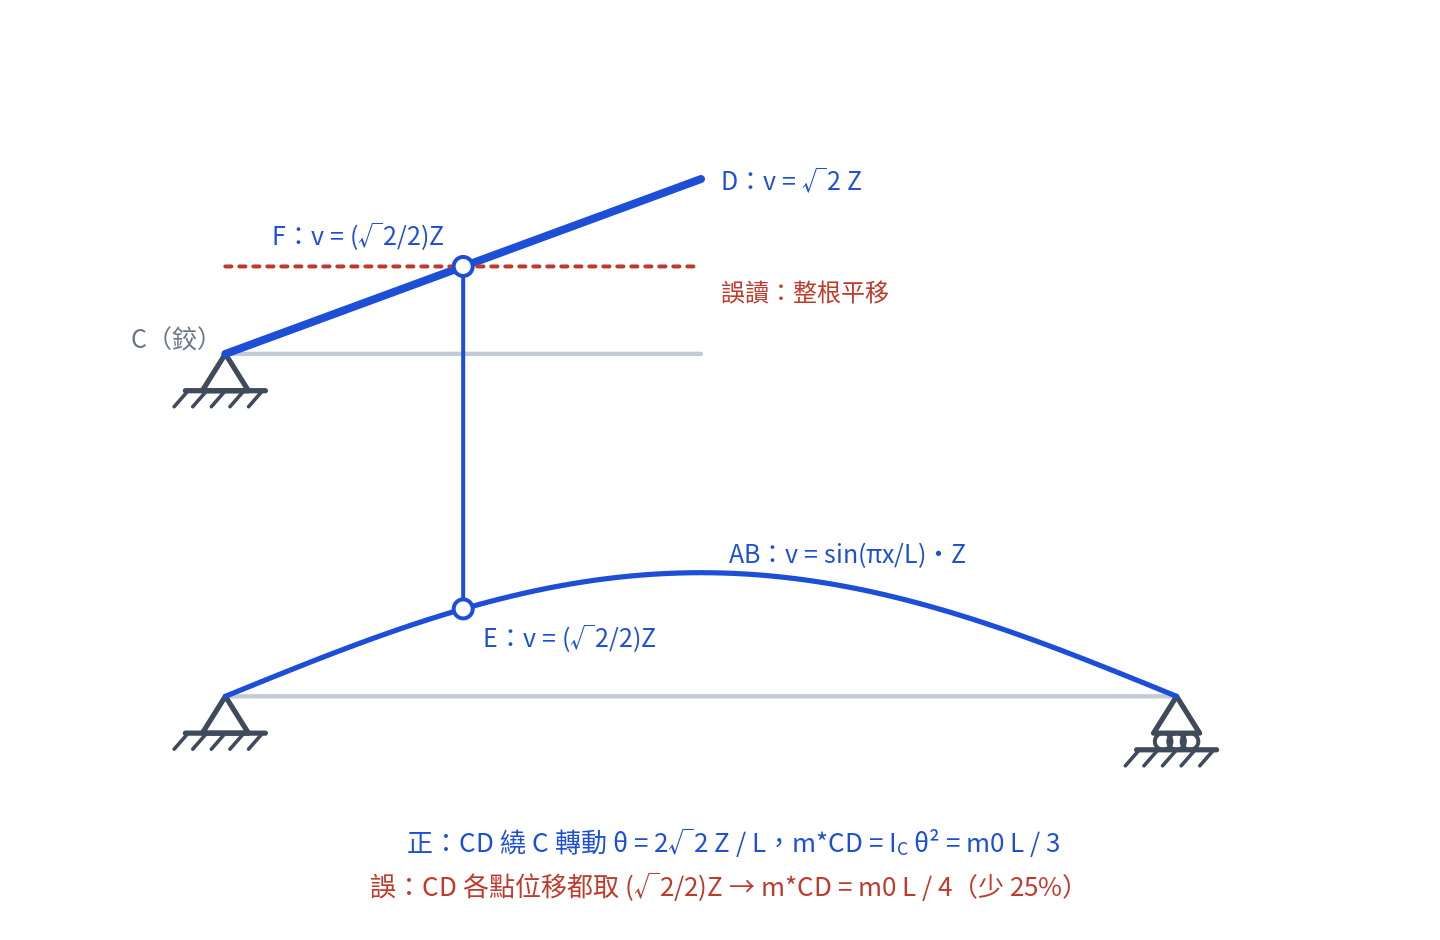 D：v = √2 Z
F：v = (√2/2)Z
誤讀：整根平移
C（鉸）
AB：v = sin(πx/L)・Z
E：v = (√2/2)Z
正：CD 繞 C 轉動 θ = 2√2 Z / L，m*CD = I_C θ² = m0 L / 3
誤：CD 各點位移都取 (√2/2)Z → m*CD = m0 L / 4（少 25%）